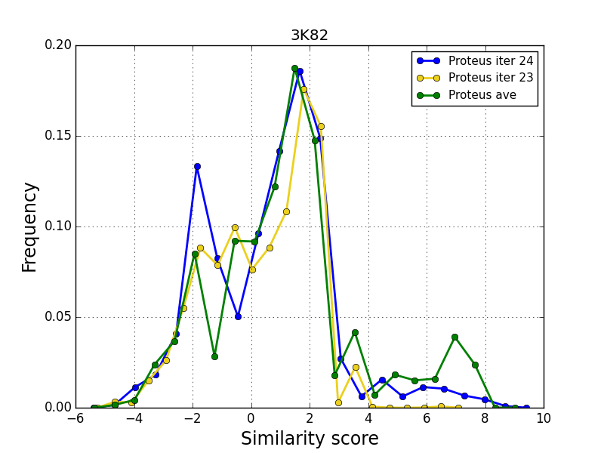 3K82
Frequency
0.20
0.15
0.10
0.05
0.00
Proteus iter 24
Proteus iter 23
Proteus ave
−6 −4 −2 0 2 4 6 8 10
Similarity score